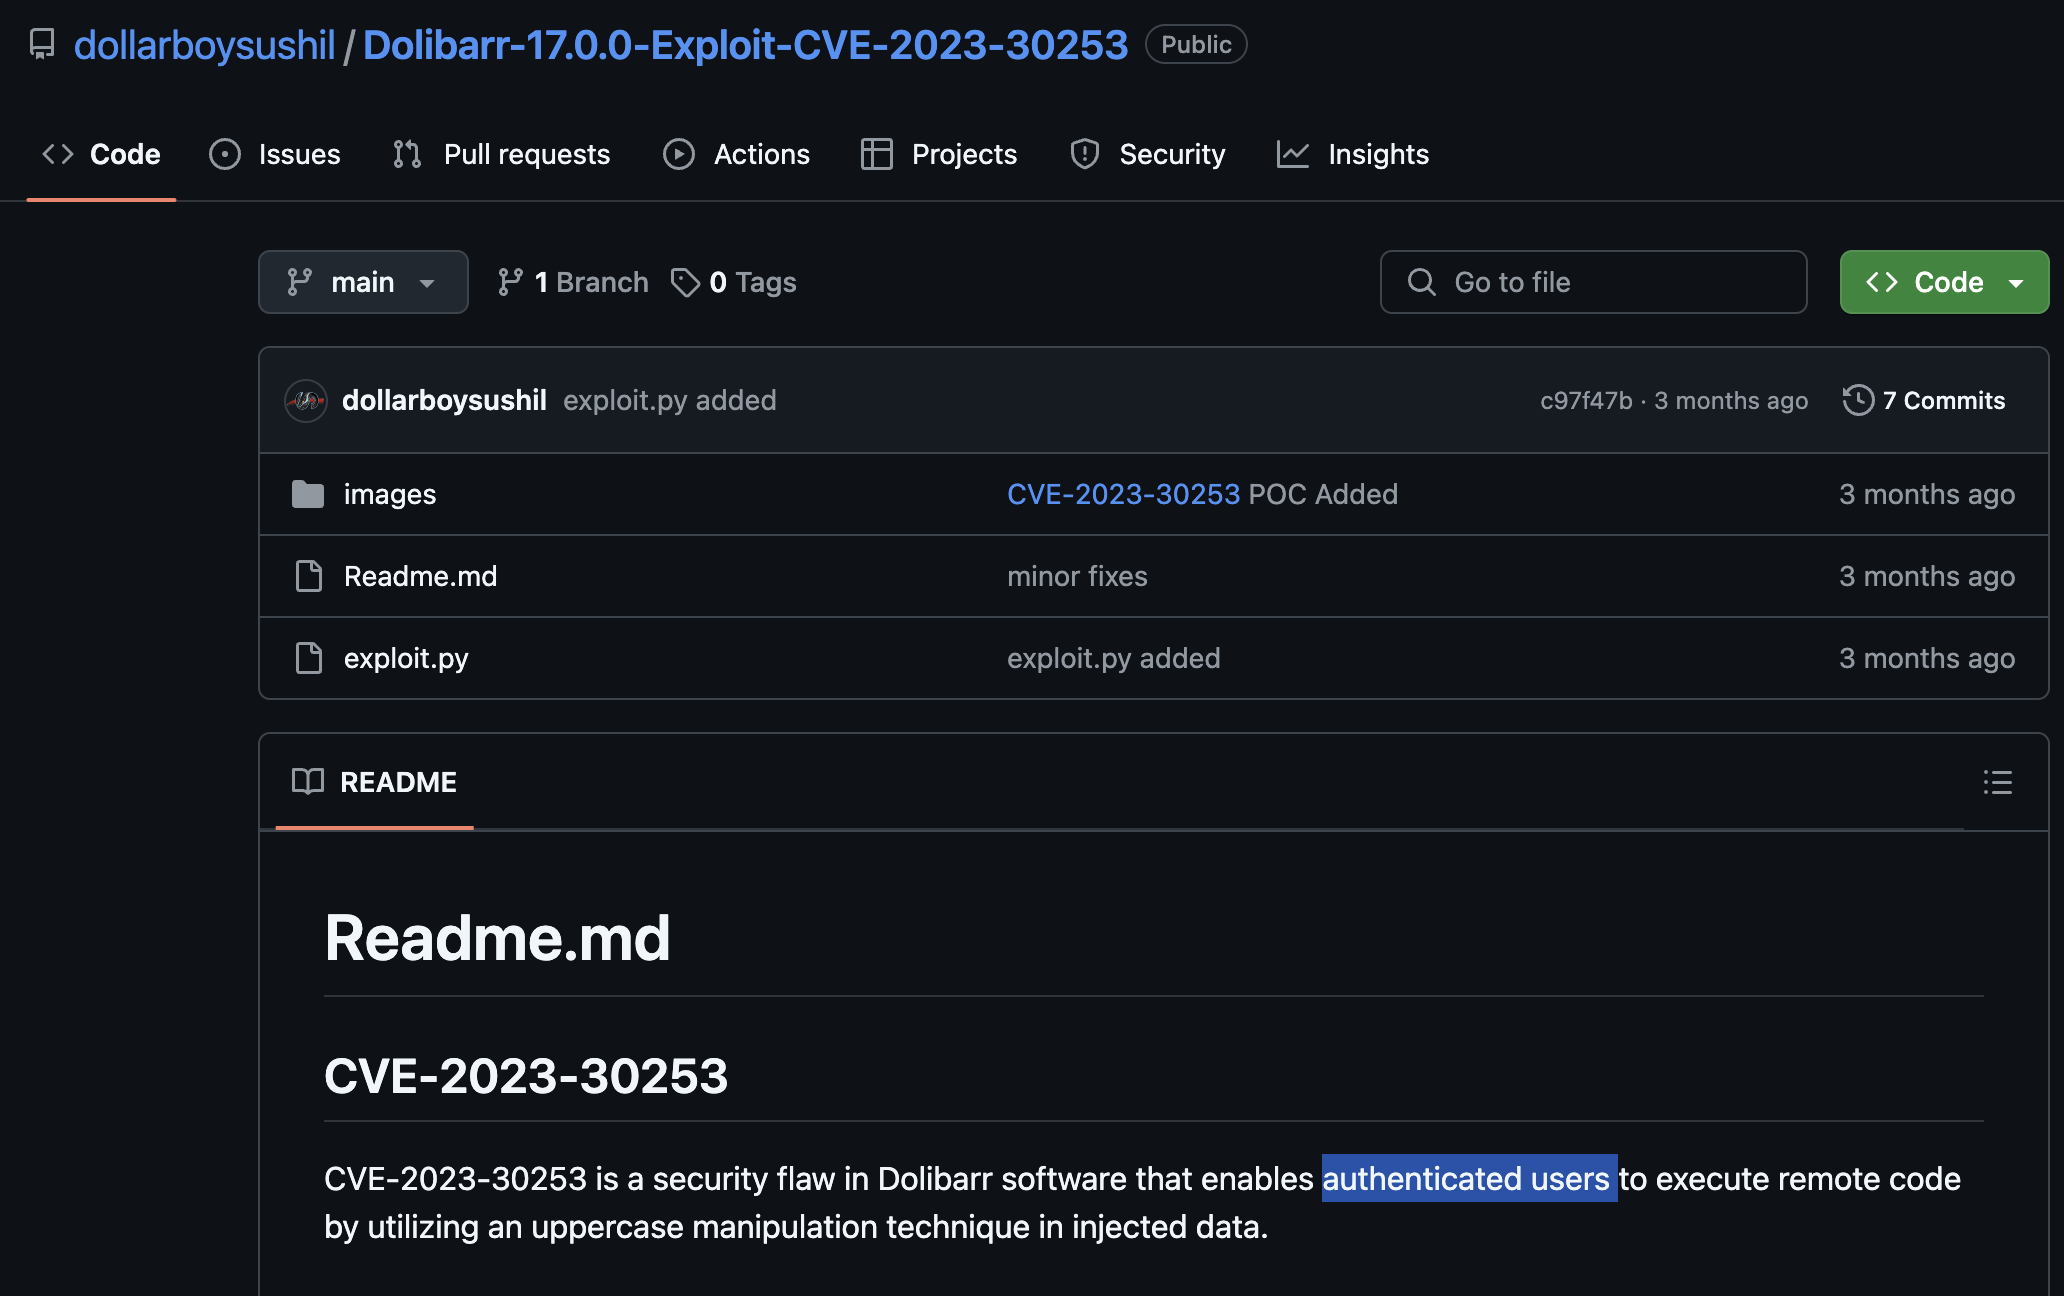 dollarboysushil / Dolibarr-17.0.0-Exploit-CVE-2023-30253 Public
Code Issues Pull requests Actions Projects Security Insights
main 1 Branch 0 Tags Go to file Code
dollarboysushil exploit.py added c97f47b · 3 months ago 7 Commits
images CVE-2023-30253 POC Added 3 months ago
Readme.md minor fixes 3 months ago
exploit.py exploit.py added 3 months ago
README
Readme.md
CVE-2023-30253
CVE-2023-30253 is a security flaw in Dolibarr software that enables authenticated users to execute remote code
by utilizing an uppercase manipulation technique in injected data.